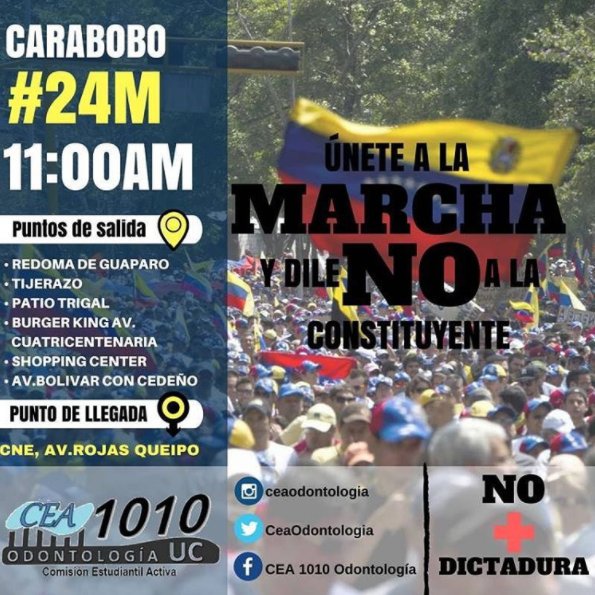 CARABOBO
#24M
11:00AM
Puntos de salida
• REDOMA DE GUAPARO
• TIJERAZO
• PATIO TRIGAL
• BURGER KING AV.
CUATRICENTENARIA
• SHOPPING CENTER
• AV.BOLIVAR CON CEDEÑO
PUNTO DE LLEGADA
CNE, AV.ROJAS QUEIPO
ÚNETE A LA
MARCHA
Y DILE NO A LA
CONSTITUYENTE
CEA 1010
ODONTOLOGÍA UC
Comisión Estudiantil Activa
ceaodontologia
CeaOdontologia
CEA 1010 Odontología
NO
+
DICTADURA